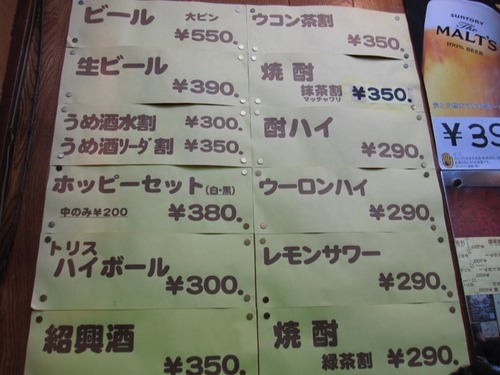 ビール 大ビン
¥550.
生ビール
¥390.
うめ酒水割 ¥300.
うめ酒ソーダ割 ¥350.
ホッピーセット(白・黒)
中のみ¥200 ¥380.
トリス
ハイボール
¥300.
紹興酒
¥350.
ウコン茶割
¥350.
焼酎
抹茶割 ¥350.
マッチャワリ
酎ハイ
¥290.
ウーロンハイ
¥290.
レモンサワー
¥290.
焼酎
緑茶割 ¥290.
SUNTORY
THE
MALT'S
100% BEER